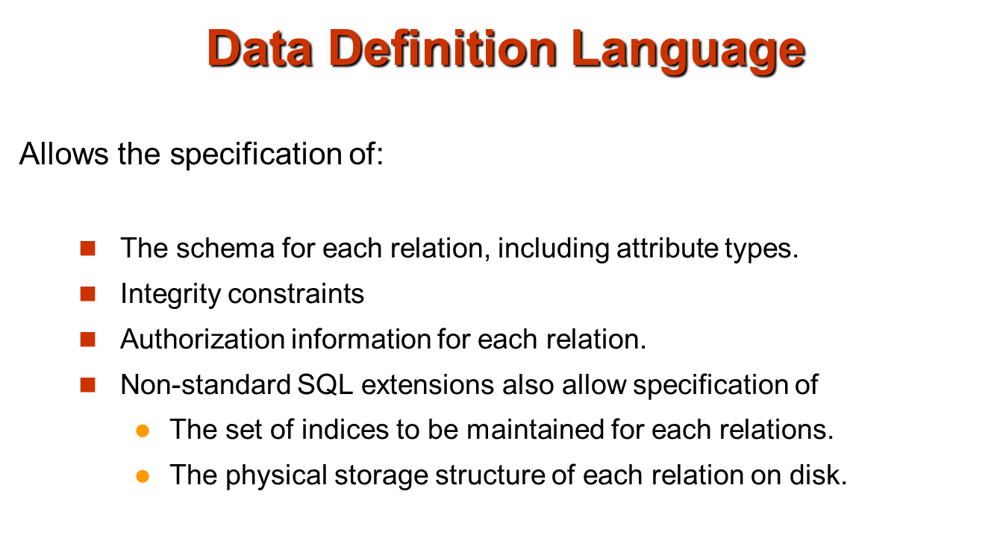 Data Definition Language
Allows the specification of:
The schema for each relation, including attribute types.
Integrity constraints
Authorization information for each relation.
Non-standard SQL extensions also allow specification of
The set of indices to be maintained for each relations.
The physical storage structure of each relation on disk.